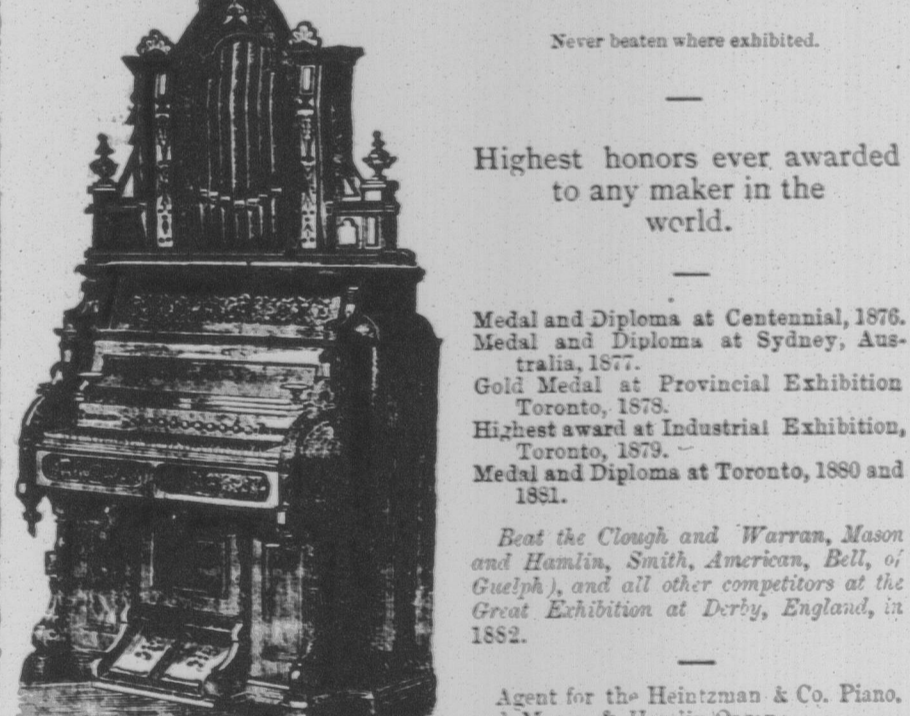 Never beaten where exhibited.
Highest honors ever awarded
to any maker in the
world.
Medal and Diploma at Centennial, 1876.
Medal and Diploma at Sydney, Aus-
tralia, 1877.
Gold Medal at Provincial Exhibition
Toronto, 1878.
Highest award at Industrial Exhibition,
Toronto, 1879.
Medal and Diploma at Toronto, 1880 and
1881.
Beat the Clough and Warran, Mason
and Hamlin, Smith, American, Bell, of
Guelph), and all other competitors at the
Great Exhibition at Derby, England, in
1882.
Agent for the Heintzman & Co. Piano,